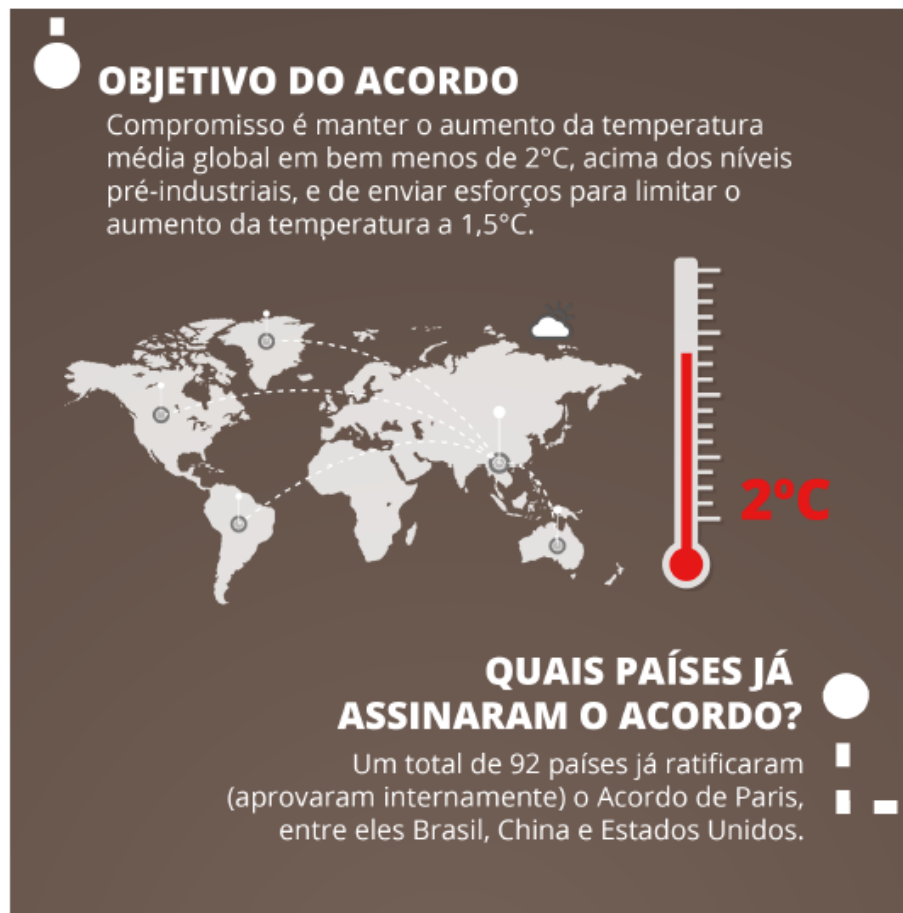 OBJETIVO DO ACORDO
Compromisso é manter o aumento da temperatura
média global em bem menos de 2°C, acima dos níveis
pré-industriais, e de enviar esforços para limitar o
aumento da temperatura a 1,5°C.
2ºC
QUAIS PAÍSES JÁ
ASSINARAM O ACORDO?
Um total de 92 países já ratificaram
(aprovaram internamente) o Acordo de Paris,
entre eles Brasil, China e Estados Unidos.